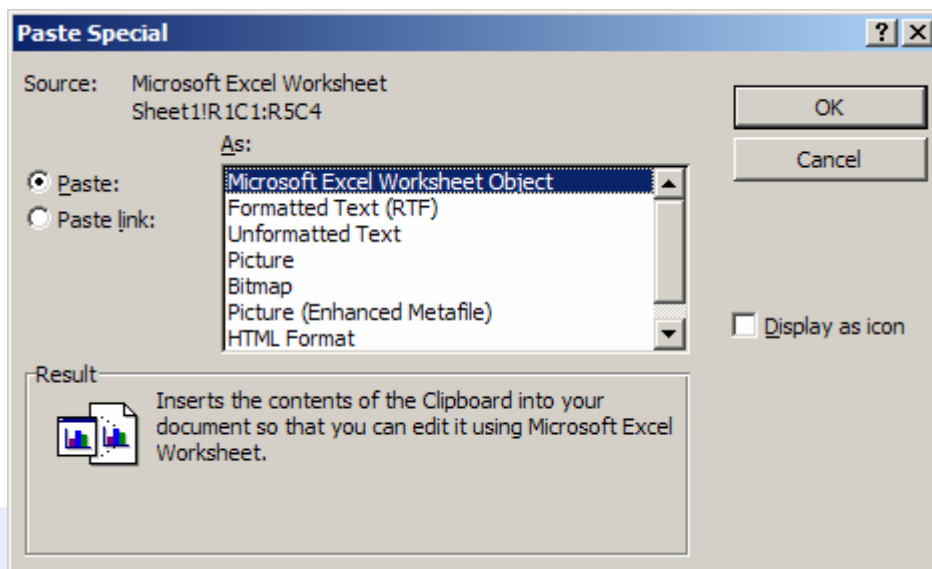 Paste Special
Source: Microsoft Excel Worksheet
Sheet1!R1C1:R5C4
OK
As:
Cancel
Paste:
Microsoft Excel Worksheet Object
Paste link:
Formatted Text (RTF)
Unformatted Text
Picture
Bitmap
Picture (Enhanced Metafile)
HTML Format
Display as icon
Result
Inserts the contents of the Clipboard into your
document so that you can edit it using Microsoft Excel
Worksheet.